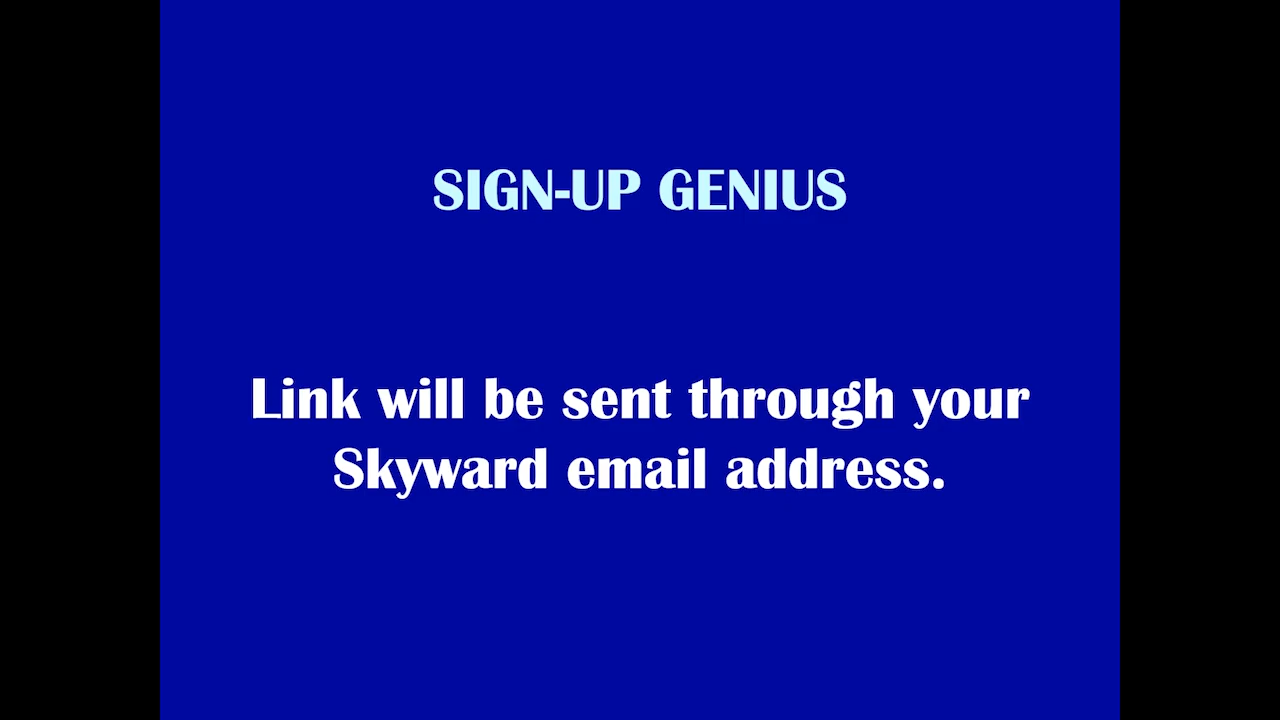 SIGN-UP GENIUS
Link will be sent through your
Skyward email address.